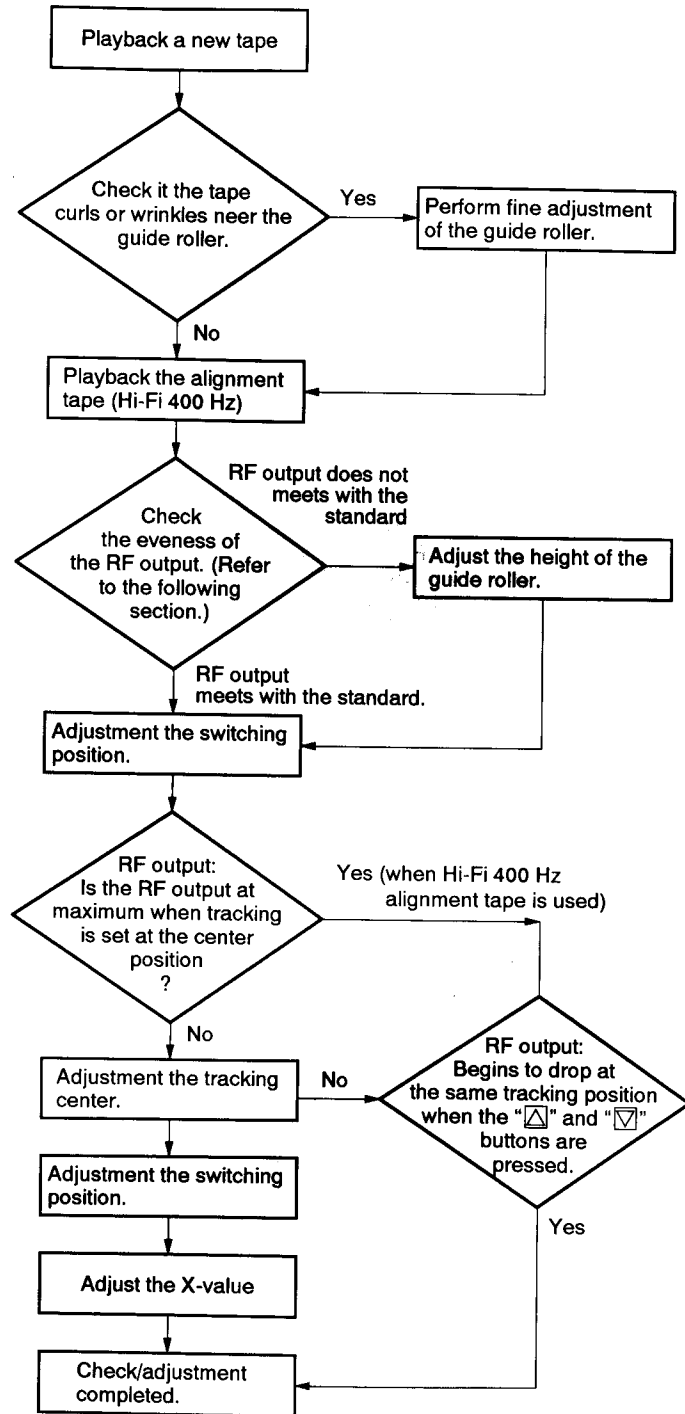 Playback a new tape
Check it the tape
curls or wrinkles neer the
guide roller.
Yes
Perform fine adjustment
of the guide roller.
No
Playback the alignment
tape (Hi-Fi 400 Hz)
RF output does not
meets with the
standard
Check
the eveness of
the RF output. (Refer
to the following
section.)
Adjust the height of the
guide roller.
RF output
meets with the standard.
Adjustment the switching
position.
RF output:
Is the RF output at
maximum when tracking
is set at the center
position
?
Yes (when Hi-Fi 400 Hz
alignment tape is used)
No
RF output:
Begins to drop at
the same tracking position
when the “△” and “▽”
buttons are
pressed.
Adjustment the tracking
center.
No
Adjustment the switching
position.
Yes
Adjust the X-value
Check/adjustment
completed.